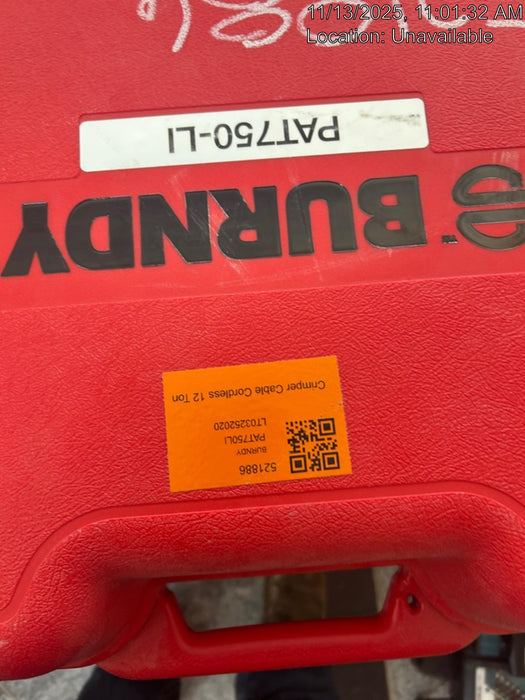 11/13/2025, 11:01:32 AM
Location: Unavailable
521886
BURNDY
PAT750LI
LT03252020
Crimper Cable Cordless 12 Ton
BURNDY
PAT750-LI